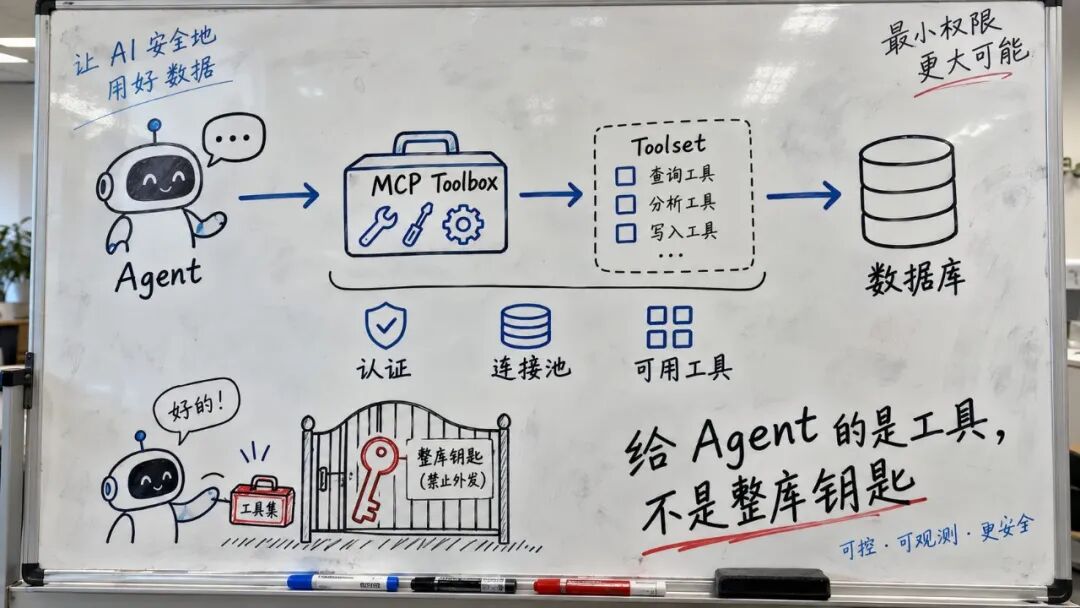 让 AI 安全地
用好数据
最小权限
更大可能
Agent
MCP Toolbox
Toolset
查询工具
分析工具
写入工具
...
数据库
认证
连接池
可用工具
好的!
工具集
整库钥匙
(禁止外发)
给 Agent 的是工具,
不是整库钥匙
可控·可观测·更安全